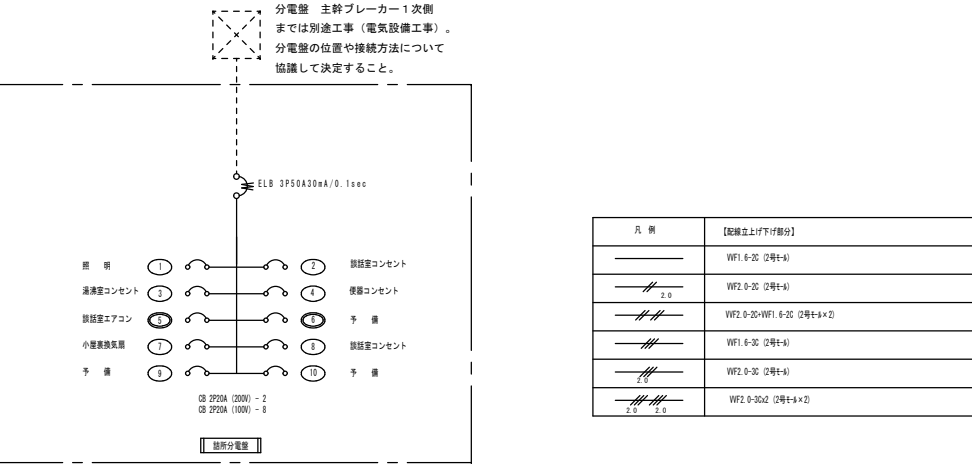 分電盤 主幹ブレーカー1次側
までは別途工事（電気設備工事）。
分電盤の位置や接続方法について
協議して決定すること。
ELB 3P50A30mA/0.1sec
照 明 1 2 談話室コンセント
湯沸室コンセント 3 4 便器コンセント
談話室エアコン 5 6 予 備
小屋裏換気扇 7 8 談話室コンセント
予 備 9 10 予 備
CB 2P20A (200V) - 2
CB 2P20A (100V) - 8
詰所分電盤
凡 例 【配線立上げ下げ部分】
VVF1.6-2C (2号ﾓｰﾙ)
2.0 VVF2.0-2C (2号ﾓｰﾙ)
VVF2.0-2C+VVF1.6-2C (2号ﾓｰﾙ×2)
VVF1.6-3C (2号ﾓｰﾙ)
2.0 VVF2.0-3C (2号ﾓｰﾙ)
2.0 2.0 VVF2.0-3Cx2 (2号ﾓｰﾙ×2)